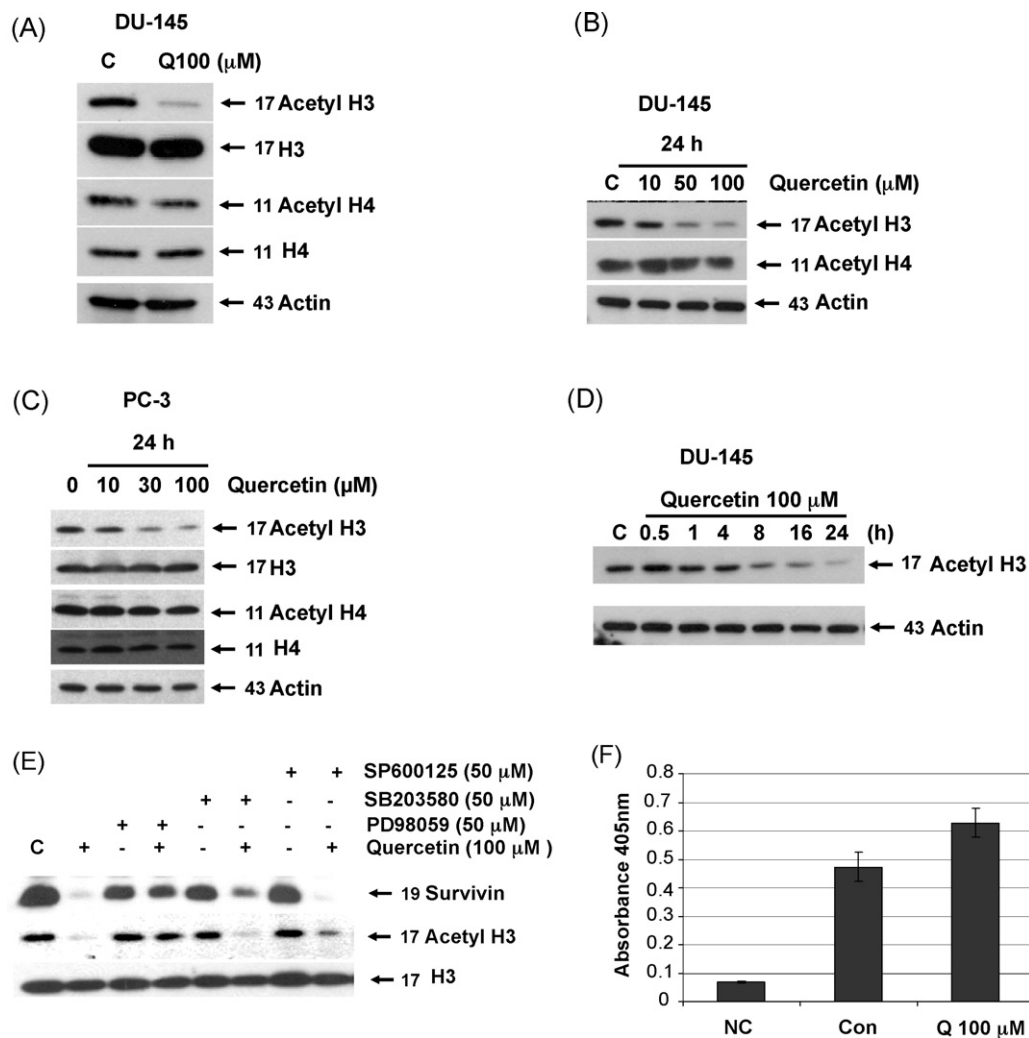 (A)
DU-145
C Q100 (µM)
17 Acetyl H3
17 H3
11 Acetyl H4
11 H4
43 Actin
(B)
DU-145
24 h
C 10 50 100 Quercetin (µM)
17 Acetyl H3
11 Acetyl H4
43 Actin
(C)
PC-3
24 h
0 10 30 100 Quercetin (µM)
17 Acetyl H3
17 H3
11 Acetyl H4
11 H4
43 Actin
(D)
DU-145
Quercetin 100 µM
C 0.5 1 4 8 16 24 (h)
17 Acetyl H3
43 Actin
(E)
+ + SP600125 (50 µM)
+ + - - SB203580 (50 µM)
+ + - - - - PD98059 (50 µM)
C + - + - + - + Quercetin (100 µM )
19 Survivin
17 Acetyl H3
17 H3
(F)
Absorbance 405nm
0.8
0.7
0.6
0.5
0.4
0.3
0.2
0.1
0
NC Con Q 100 µM